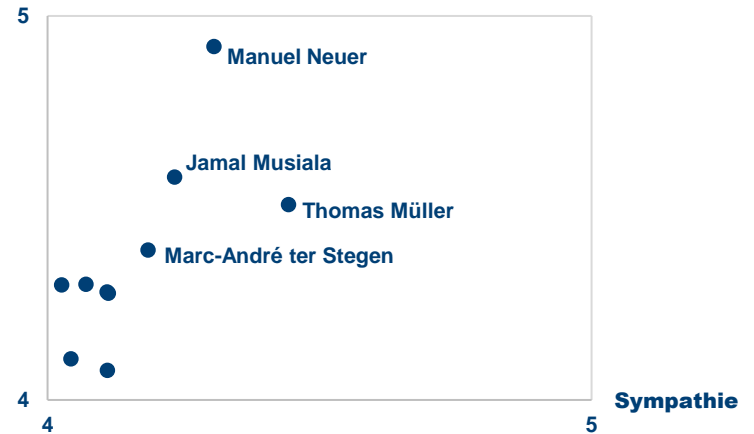 5
Manuel Neuer
Jamal Musiala
Thomas Müller
Marc-André ter Stegen
4
Sympathie
4
5